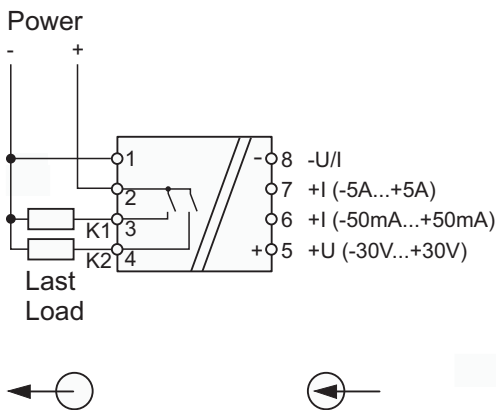 Power
- +
1 - 8 -U/I
2 7 +I (-5A...+5A)
K1 3 6 +I (-50mA...+50mA)
K2 4 + 5 +U (-30V...+30V)
Last
Load